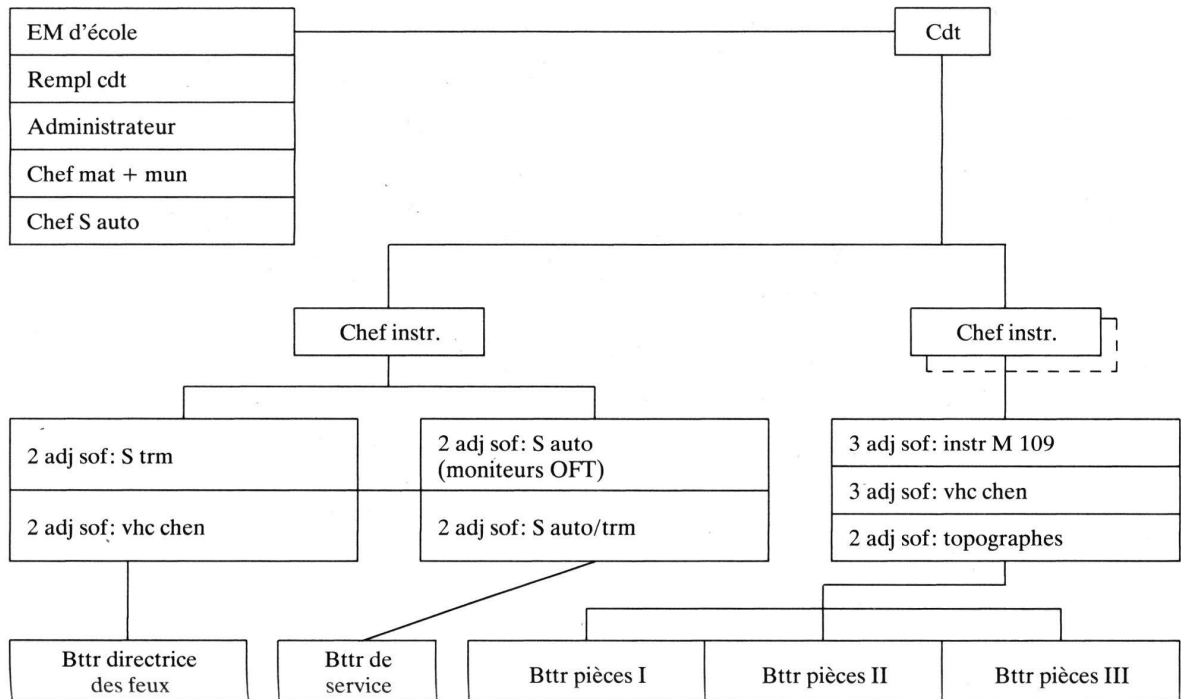 EM d'école
Cdt
Rempl cdt
Administrateur
Chef mat + mun
Chef S auto
Chef instr.
Chef instr.
2 adj sof: S trm
2 adj sof: vhc chen
2 adj sof: S auto
(moniteurs OFT)
2 adj sof: S auto/trm
3 adj sof: instr M 109
3 adj sof: vhc chen
2 adj sof: topographes
Bttr directrice
des feux
Bttr de
service
Bttr pièces I
Bttr pièces II
Bttr pièces III